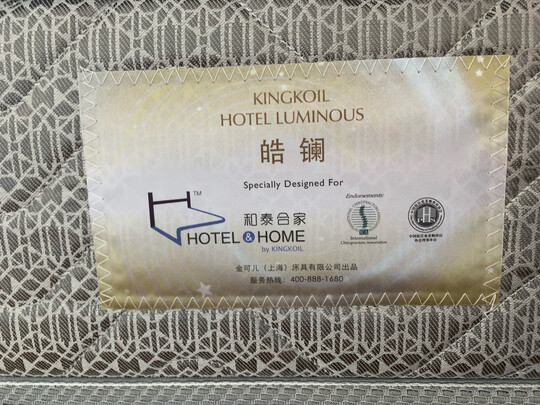 KINGKOIL
HOTEL LUMINOUS
皓 镧
Specially Designed For
TM
和泰合家
HOTEL & HOME
by KINGKOIL
Endorsements:
International
Chiropractors Association
金可儿（上海）床具有限公司出品
服务热线：400-888-1680